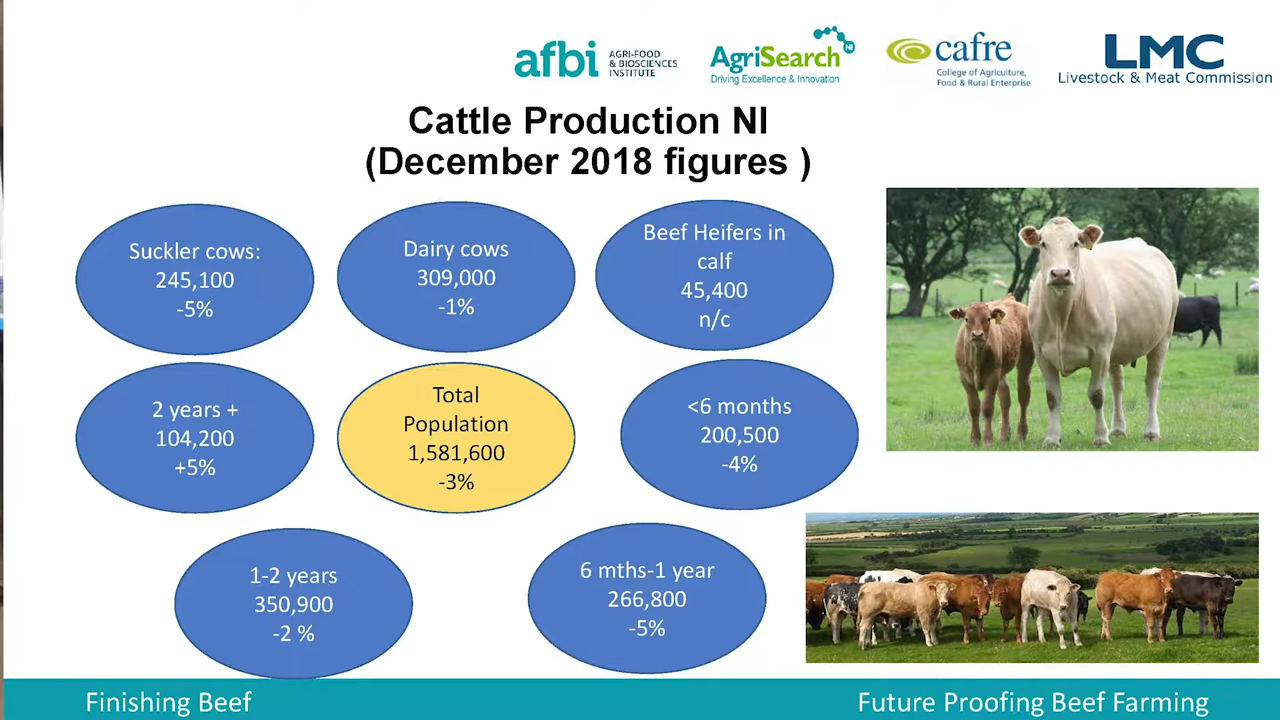 afbi
AGRI-FOOD
& BIOSCIENCES
INSTITUTE
AgriSearch NI
Driving Excellence & Innovation
cafre
College of Agriculture,
Food & Rural Enterprise
LMC
Livestock & Meat Commission
Cattle Production NI
(December 2018 figures )
Suckler cows:
245,100
-5%
Dairy cows
309,000
-1%
Beef Heifers in
calf
45,400
n/c
2 years +
104,200
+5%
Total
Population
1,581,600
-3%
<6 months
200,500
-4%
1-2 years
350,900
-2 %
6 mths-1 year
266,800
-5%
Finishing Beef
Future Proofing Beef Farming